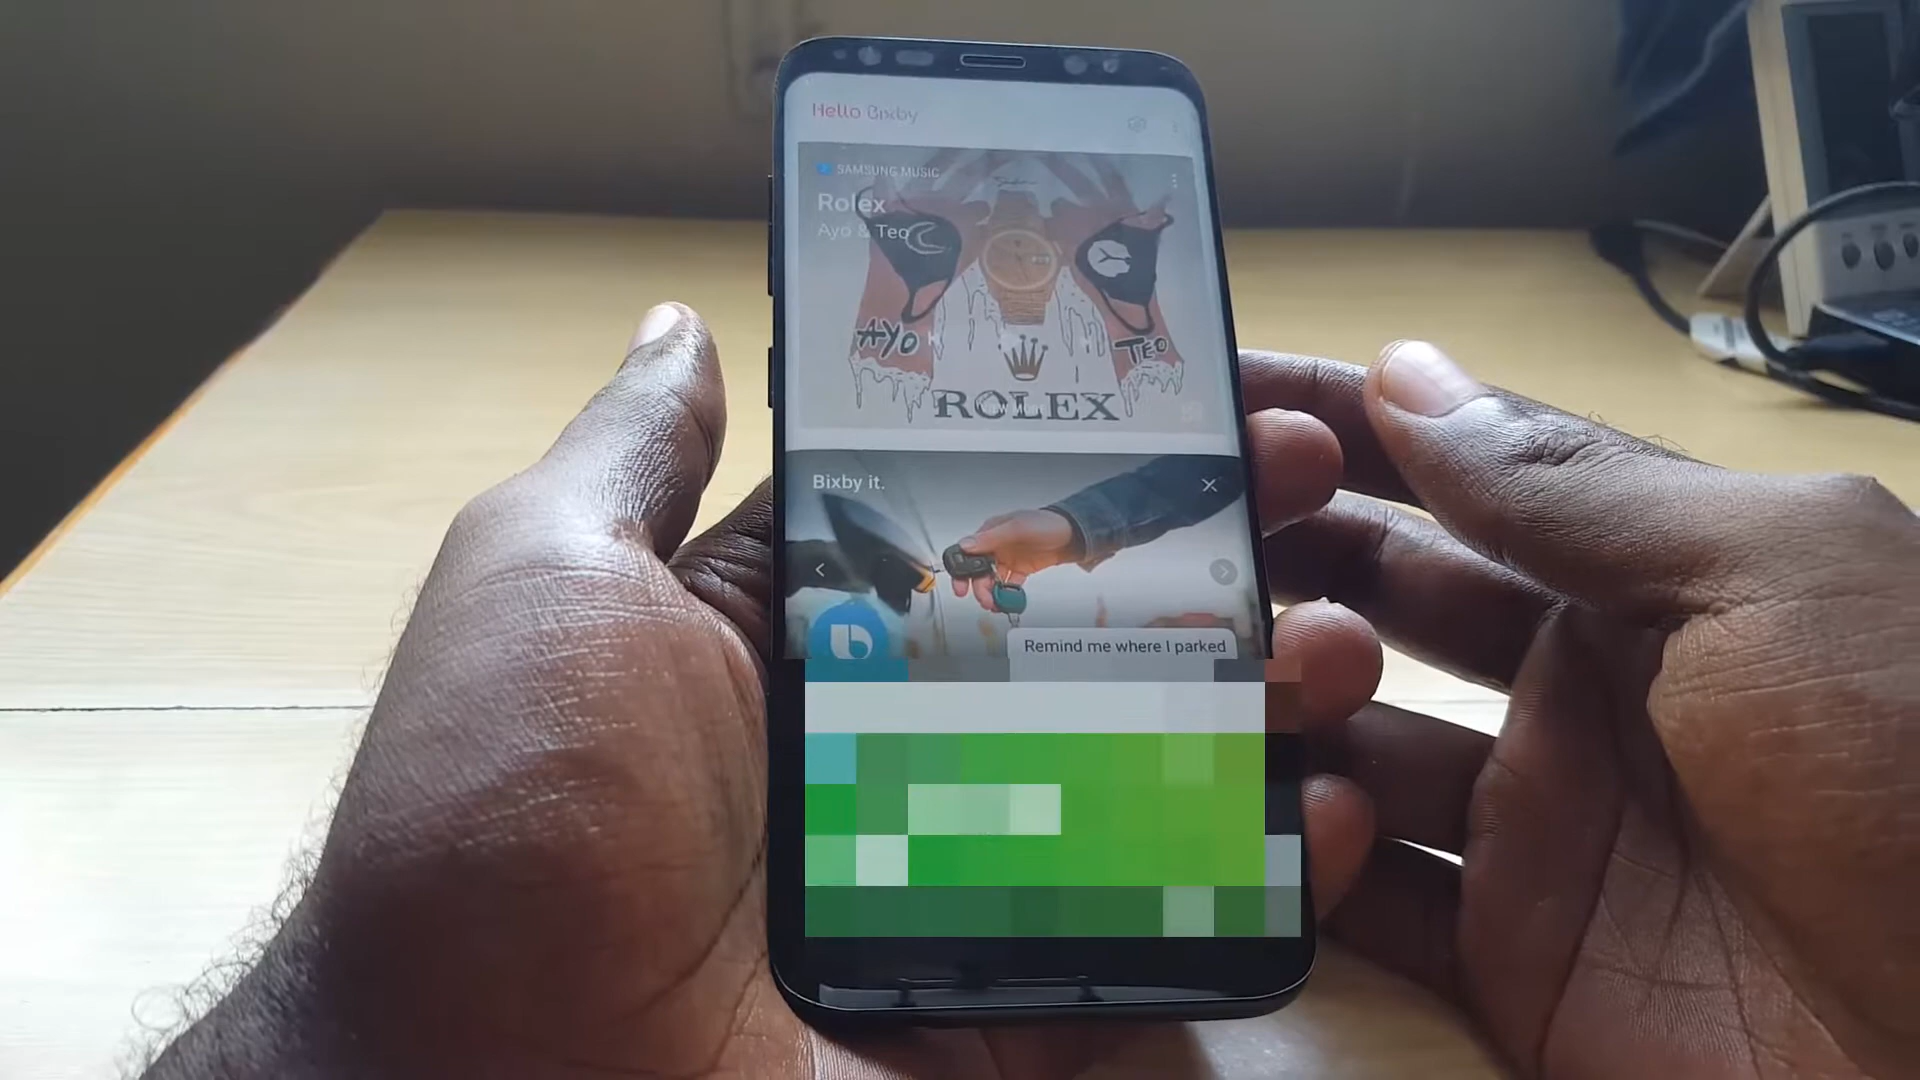 Hello Bixby
SAMSUNG MUSIC
Rolex
Ayo & Teo
AYO
TEO
ROLEX
Bixby it.
Remind me where I parked